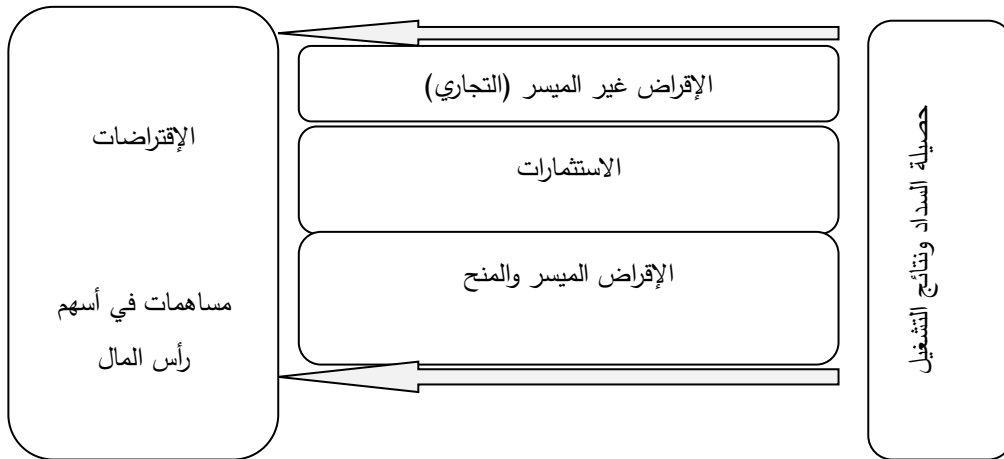 حصيلة السداد ونتائج التشغيل
الإقراض غير الميسر (التجاري)
الاستثمارات
الإقراض الميسر والمنح
الإقتراضات
مساهمات في أسهم
رأس المال